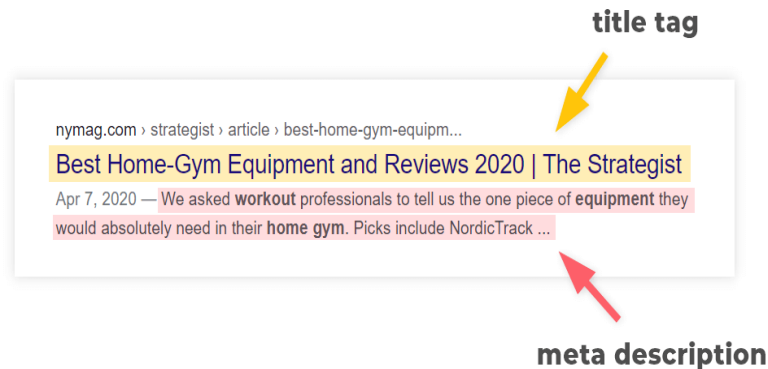 title tag
nymag.com › strategist › article › best-home-gym-equipm...
Best Home-Gym Equipment and Reviews 2020 | The Strategist
Apr 7, 2020 — We asked workout professionals to tell us the one piece of equipment they
would absolutely need in their home gym. Picks include NordicTrack ...
meta description